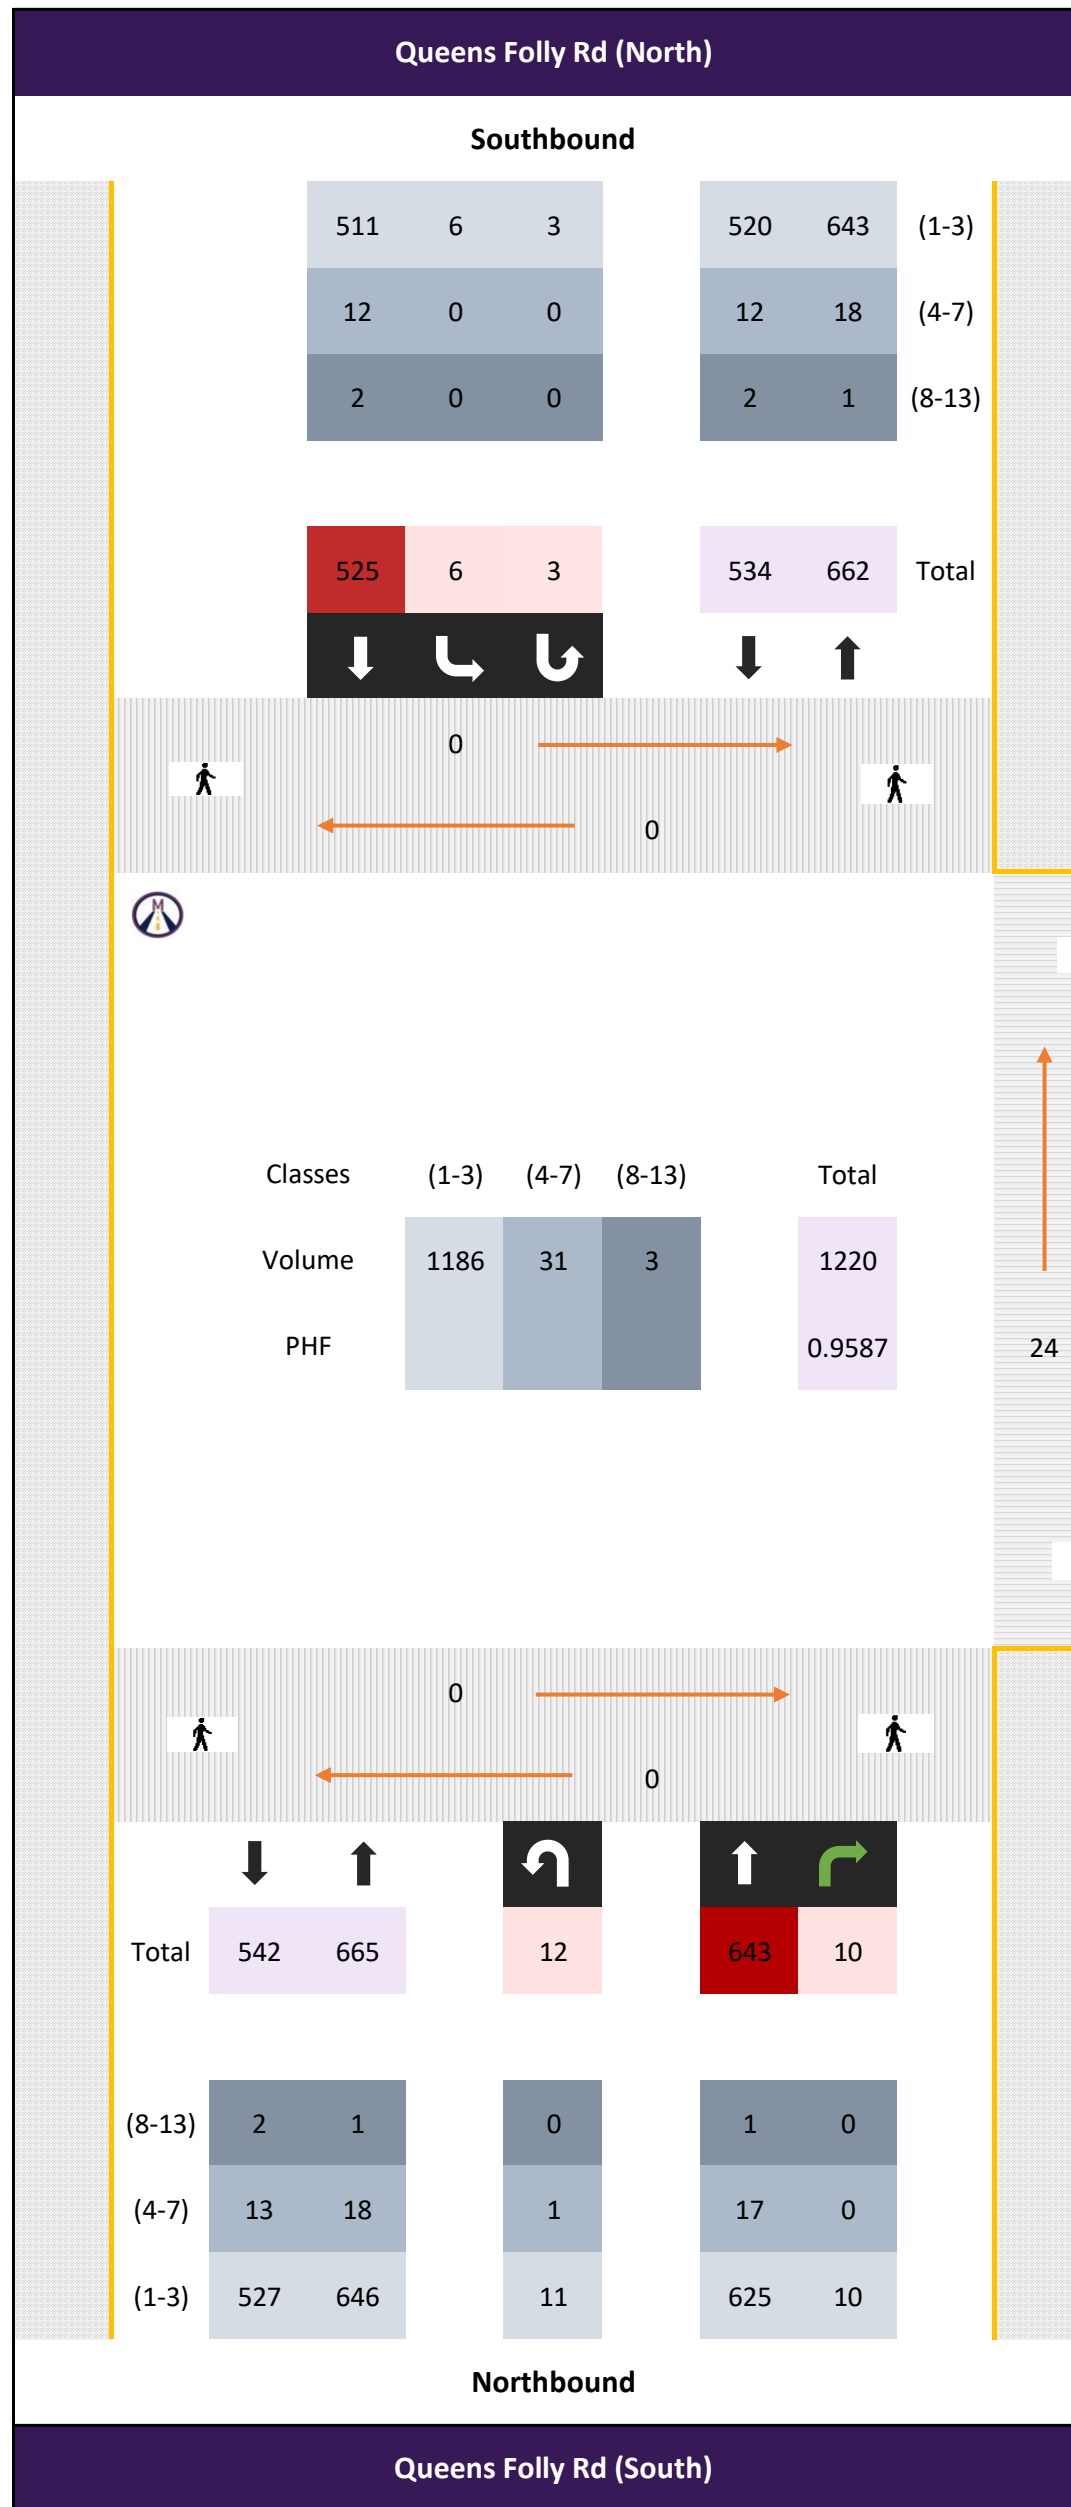 Queens Folly Rd (North)
Southbound
511 6 3 520 643 (1-3)
12 0 0 12 18 (4-7)
2 0 0 2 1 (8-13)
525 6 3 534 662 Total
0
0
M
Classes (1-3) (4-7) (8-13) Total
Volume 1186 31 3 1220
PHF 0.9587 24
0
0
Total 542 665 12 643 10
(8-13) 2 1 0 1 0
(4-7) 13 18 1 17 0
(1-3) 527 646 11 625 10
Northbound
Queens Folly Rd (South)